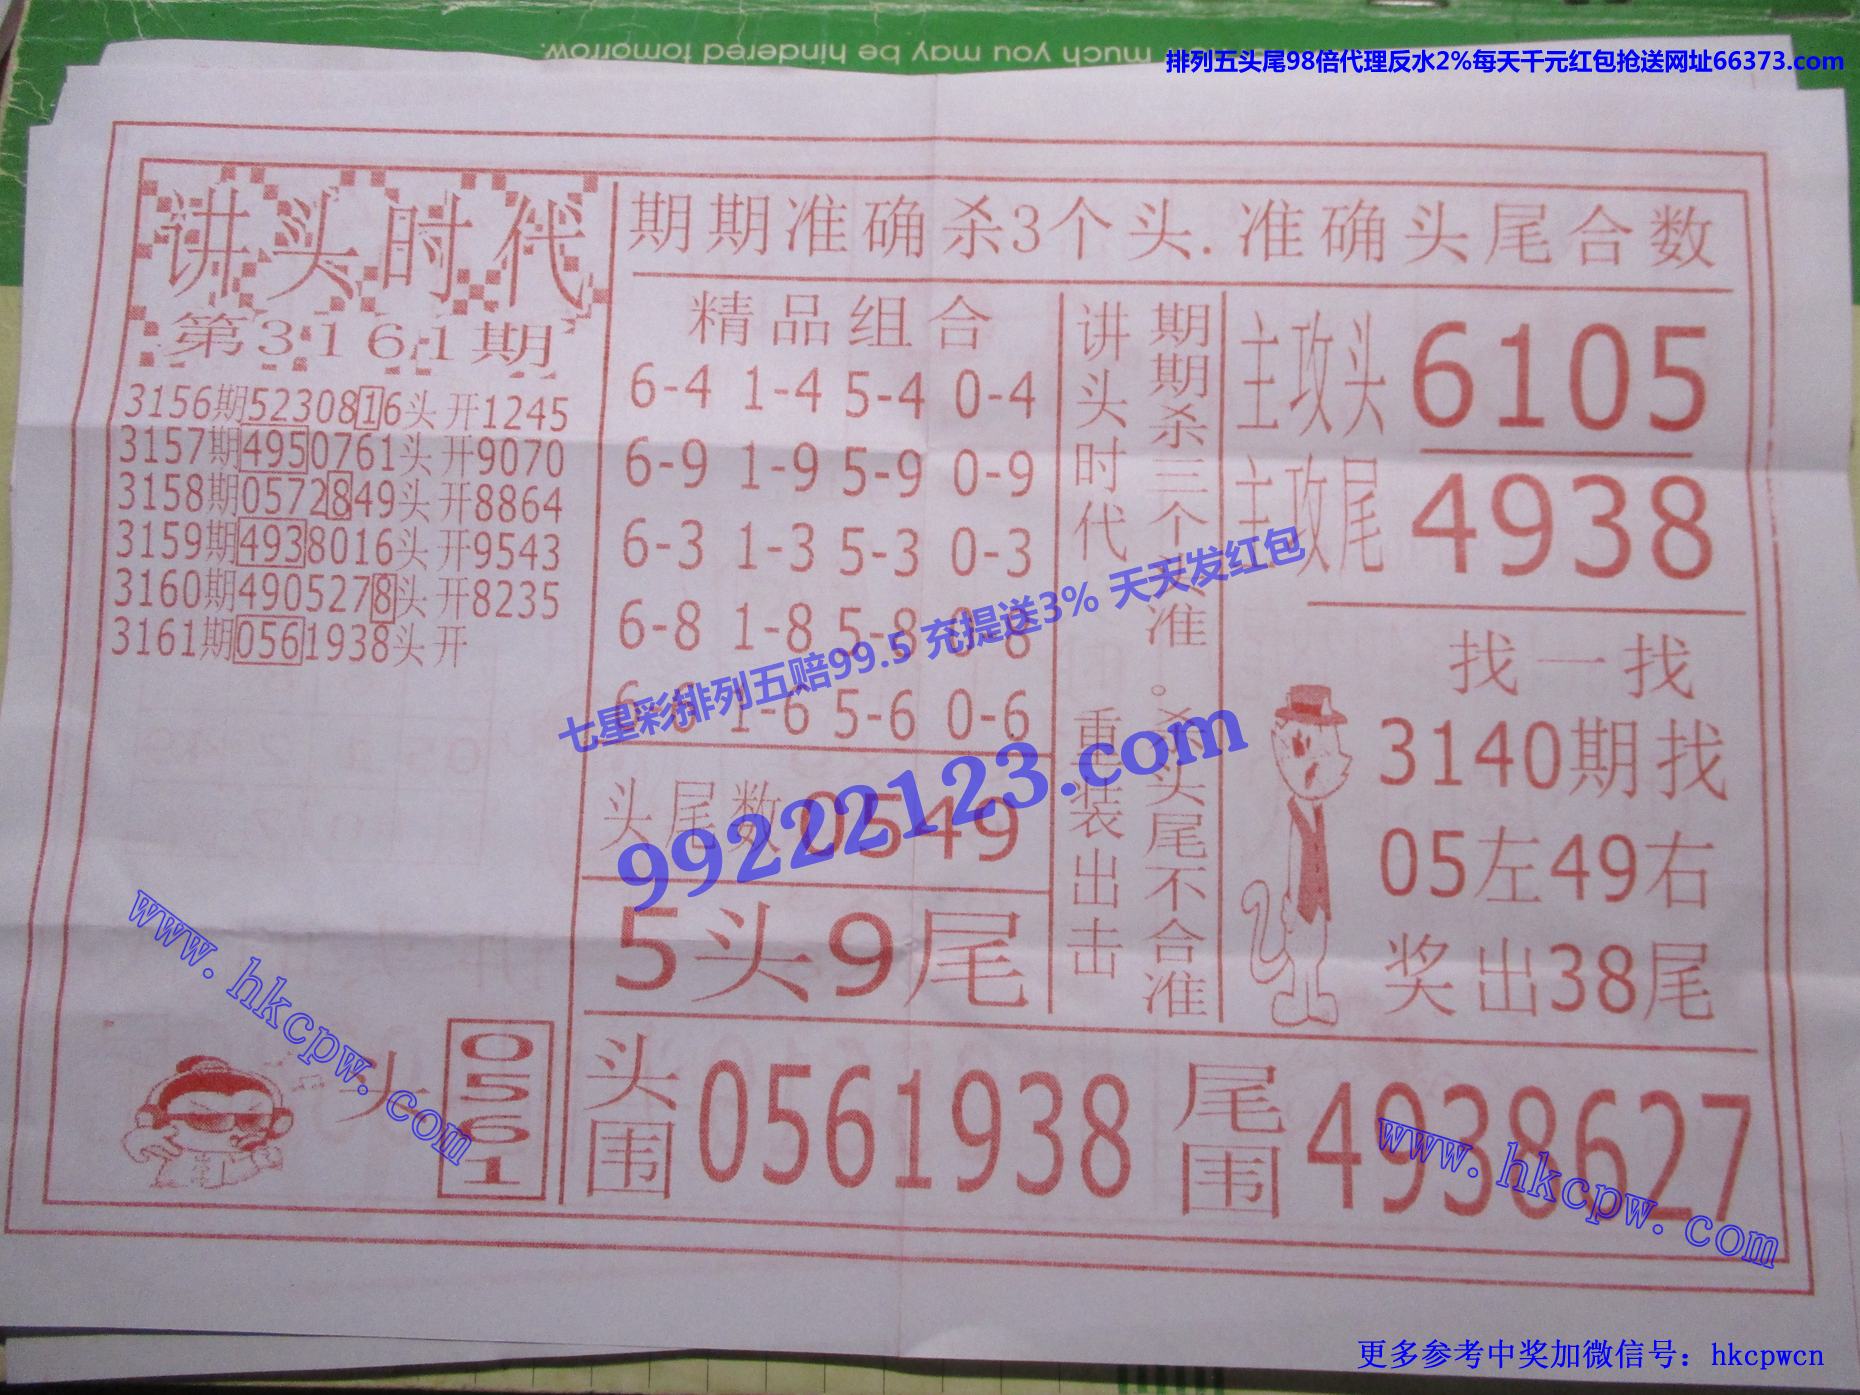 much you may be hindered tomorrow.
排列五头尾98倍代理反水2%每天千元红包抢送网址66373.com
讲头时代
第3161期
3156期5230816头开1245
3157期4950761头开9070
3158期0572849头开8864
3159期4938016头开9543
3160期4905278头开8235
3161期0561938头开
期期准确杀3个头.准确头尾合数
精品组合
6-4 1-4 5-4 0-4
6-9 1-9 5-9 0-9
6-3 1-3 5-3 0-3
6-8 1-8 5-8 0-8
6-6 1-6 5-6 0-6
头尾数0549
5头9尾
讲头时代
重装出击
期期杀三个头准。杀头尾不合准
主攻头
6105
主攻尾
4938
找一找
3140期找
05左49右
奖出38尾
七星彩排列五赔99.5 充提送3% 天天发红包
99222123.com
www.hkcpw.com
头
0561
头围
0561938
尾围
4938627
www.hkcpw.com
更多参考中奖加微信号：hkcpwcn